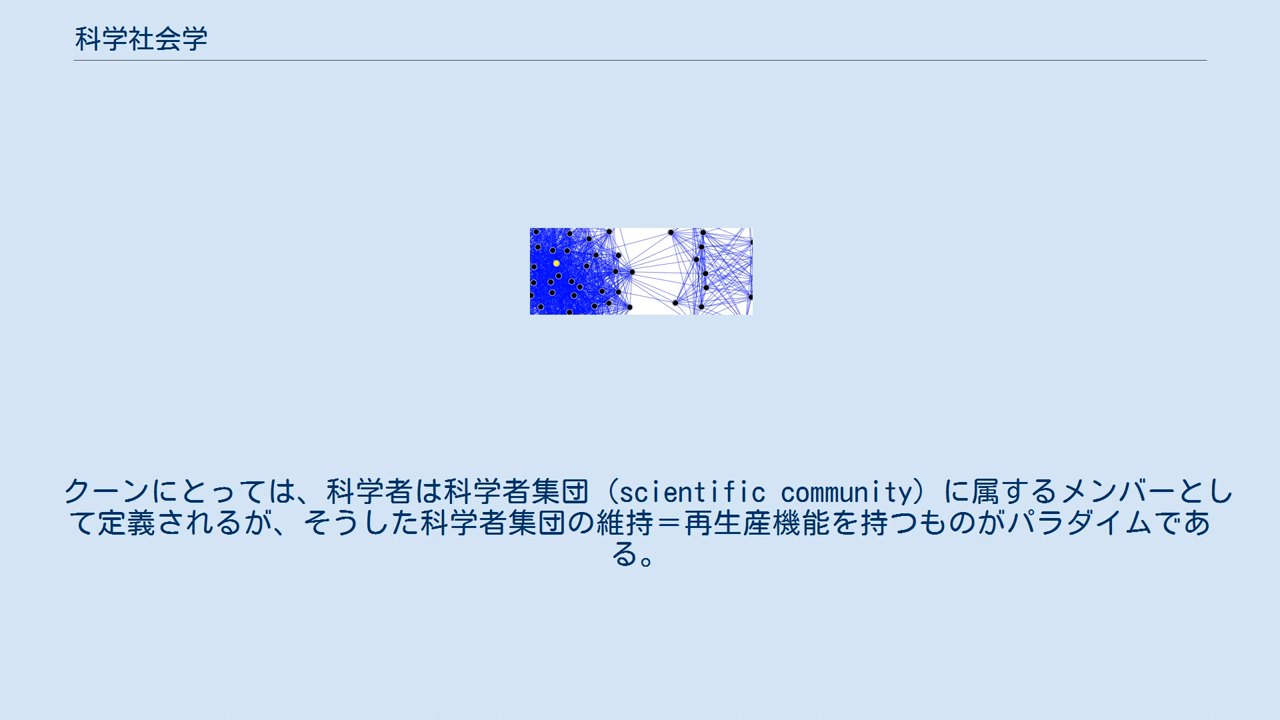 科学社会学
クーンにとっては、科学者は科学者集団（scientific community）に属するメンバーとし
て定義されるが、そうした科学者集団の維持＝再生産機能を持つものがパラダイムであ
る。